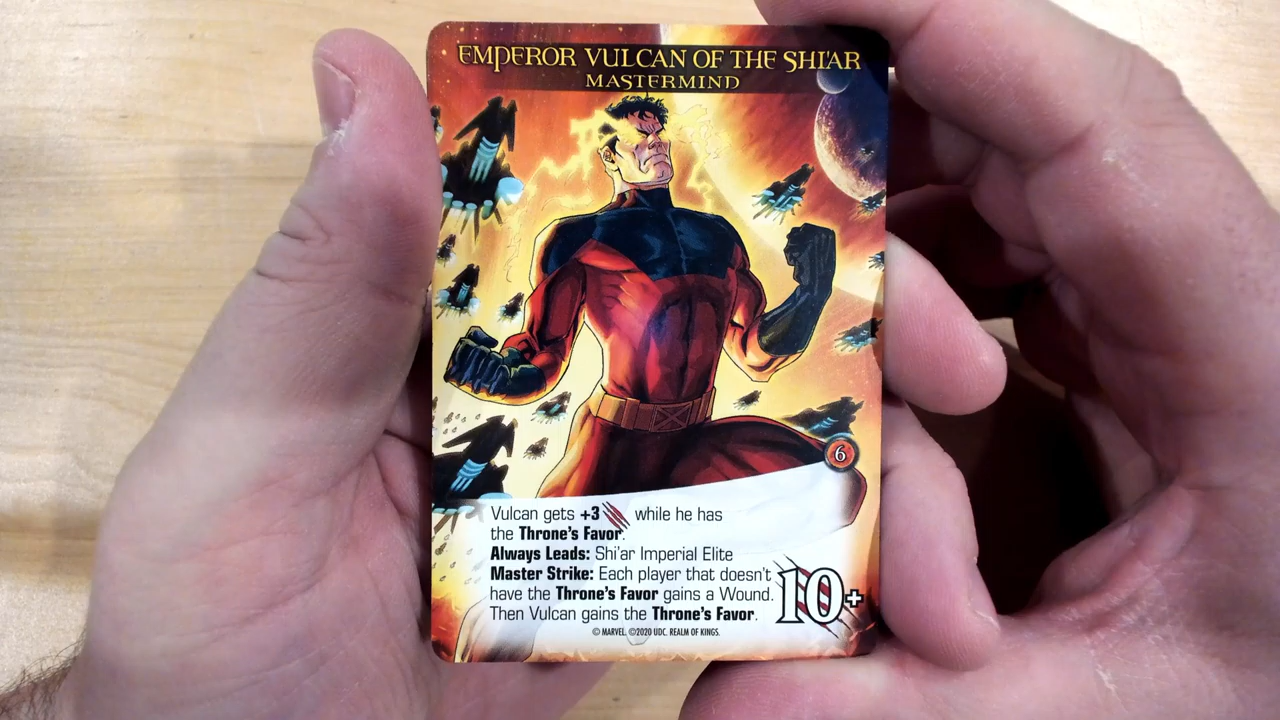 EMPEROR VULCAN OF THE SHI'AR
MASTERMIND
6
Vulcan gets +3 while he has
the Throne's Favor.
Always Leads: Shi'ar Imperial Elite
Master Strike: Each player that doesn't
have the Throne's Favor gains a Wound.
Then Vulcan gains the Throne's Favor.
10+
© MARVEL. ©2020 UDC. REALM OF KINGS.